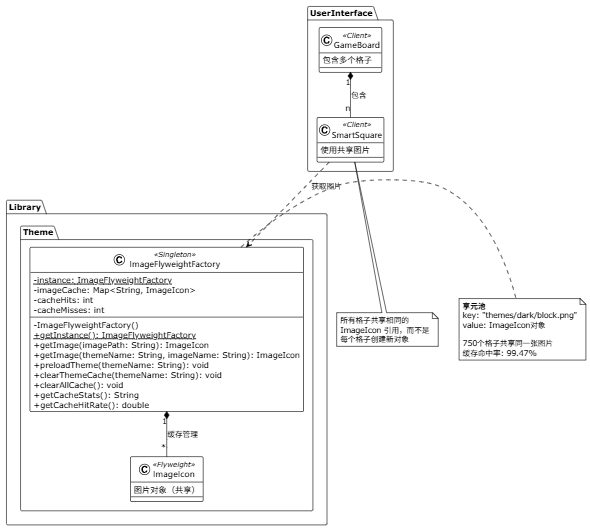 UserInterface
C
«Client»
GameBoard
包含多个格子
1
包含
n
C
«Client»
SmartSquare
使用共享图片
获取图片
Library
Theme
C
«Singleton»
ImageFlyweightFactory
-instance: ImageFlyweightFactory
-imageCache: Map<String, ImageIcon>
-cacheHits: int
-cacheMisses: int
-ImageFlyweightFactory()
+getInstance(): ImageFlyweightFactory
+getImage(imagePath: String): ImageIcon
+getImage(themeName: String, imageName: String): ImageIcon
+preloadTheme(themeName: String): void
+clearThemeCache(themeName: String): void
+clearAllCache(): void
+getCacheStats(): String
+getCacheHitRate(): double
1
缓存管理
*
C
«Flyweight»
ImageIcon
图片对象（共享）
所有格子共享相同的
ImageIcon 引用，而不是
每个格子创建新对象
享元池
key: "themes/dark/block.png"
value: ImageIcon对象
750个格子共享同一张图片
缓存命中率: 99.47%